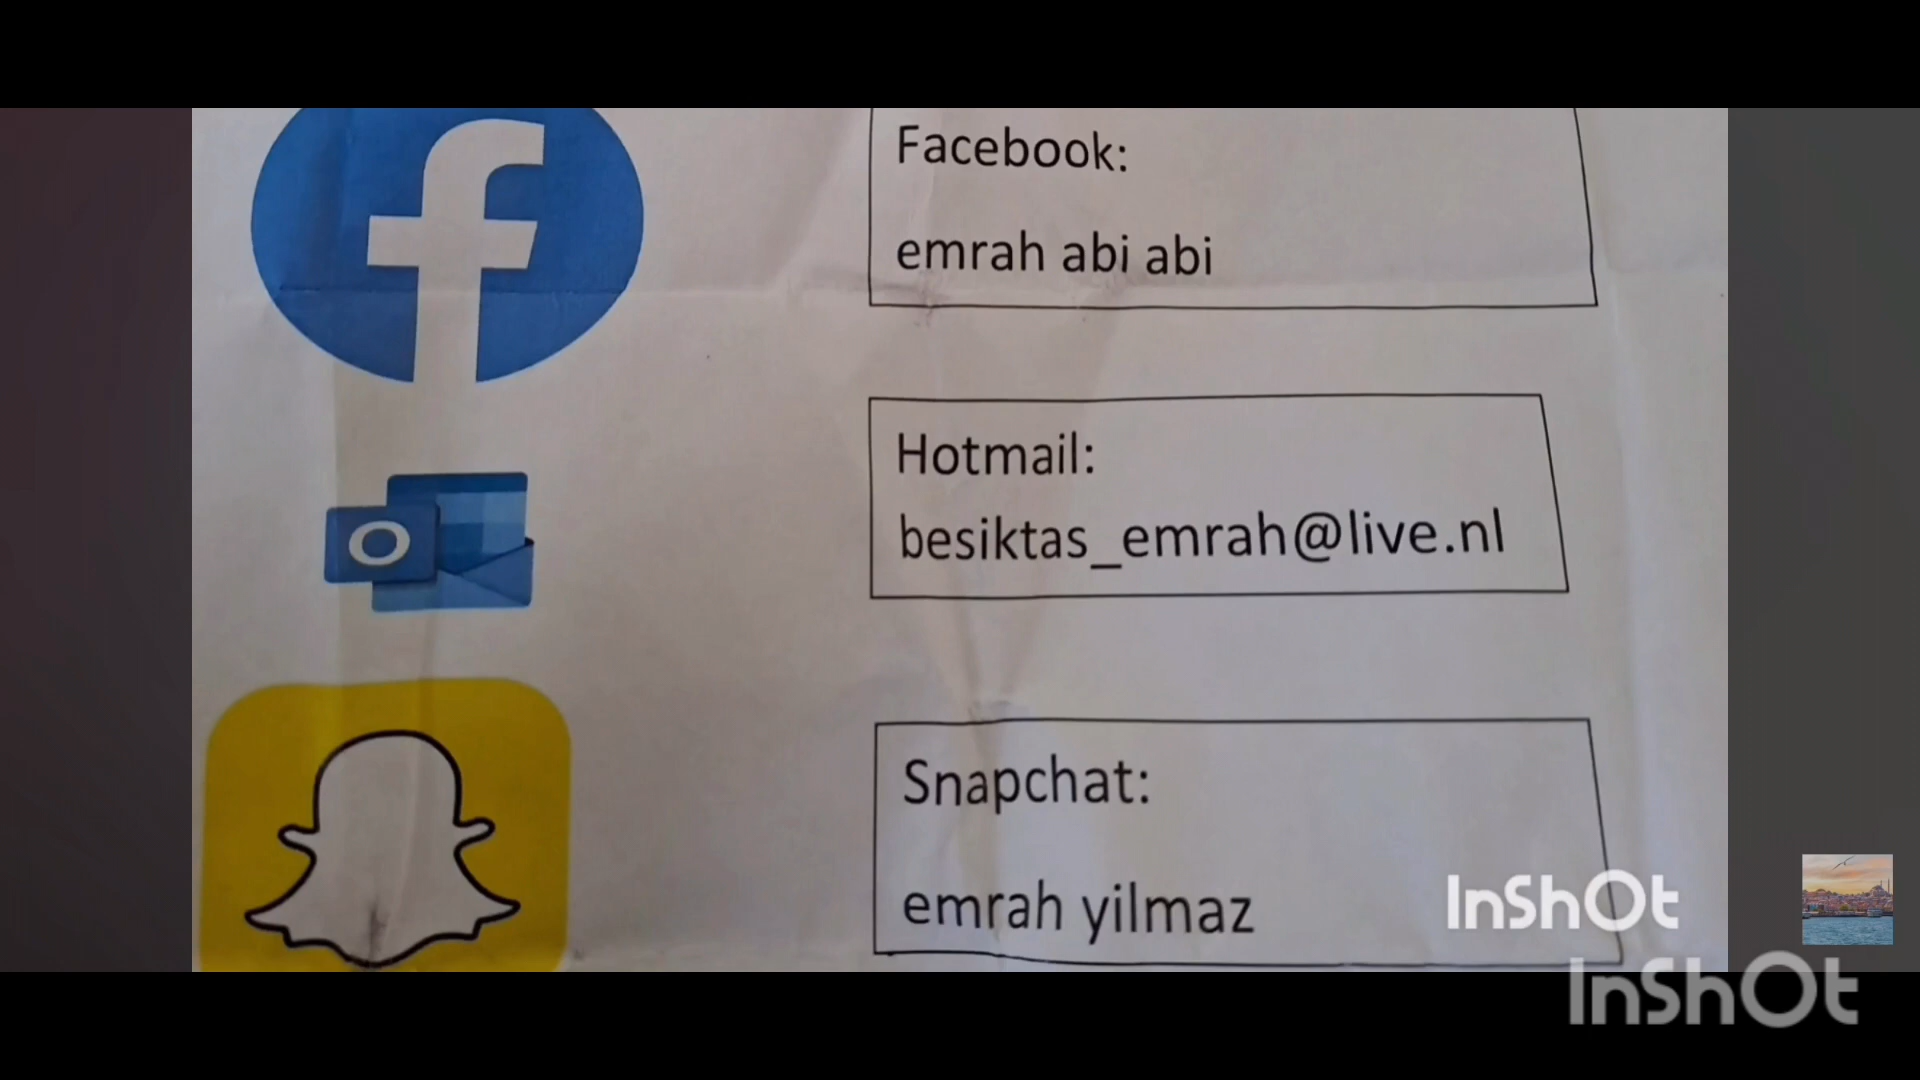 Facebook:
emrah abi abi
Hotmail:
besiktas_emrah@live.nl
Snapchat:
emrah yilmaz
InShOt
InShOt